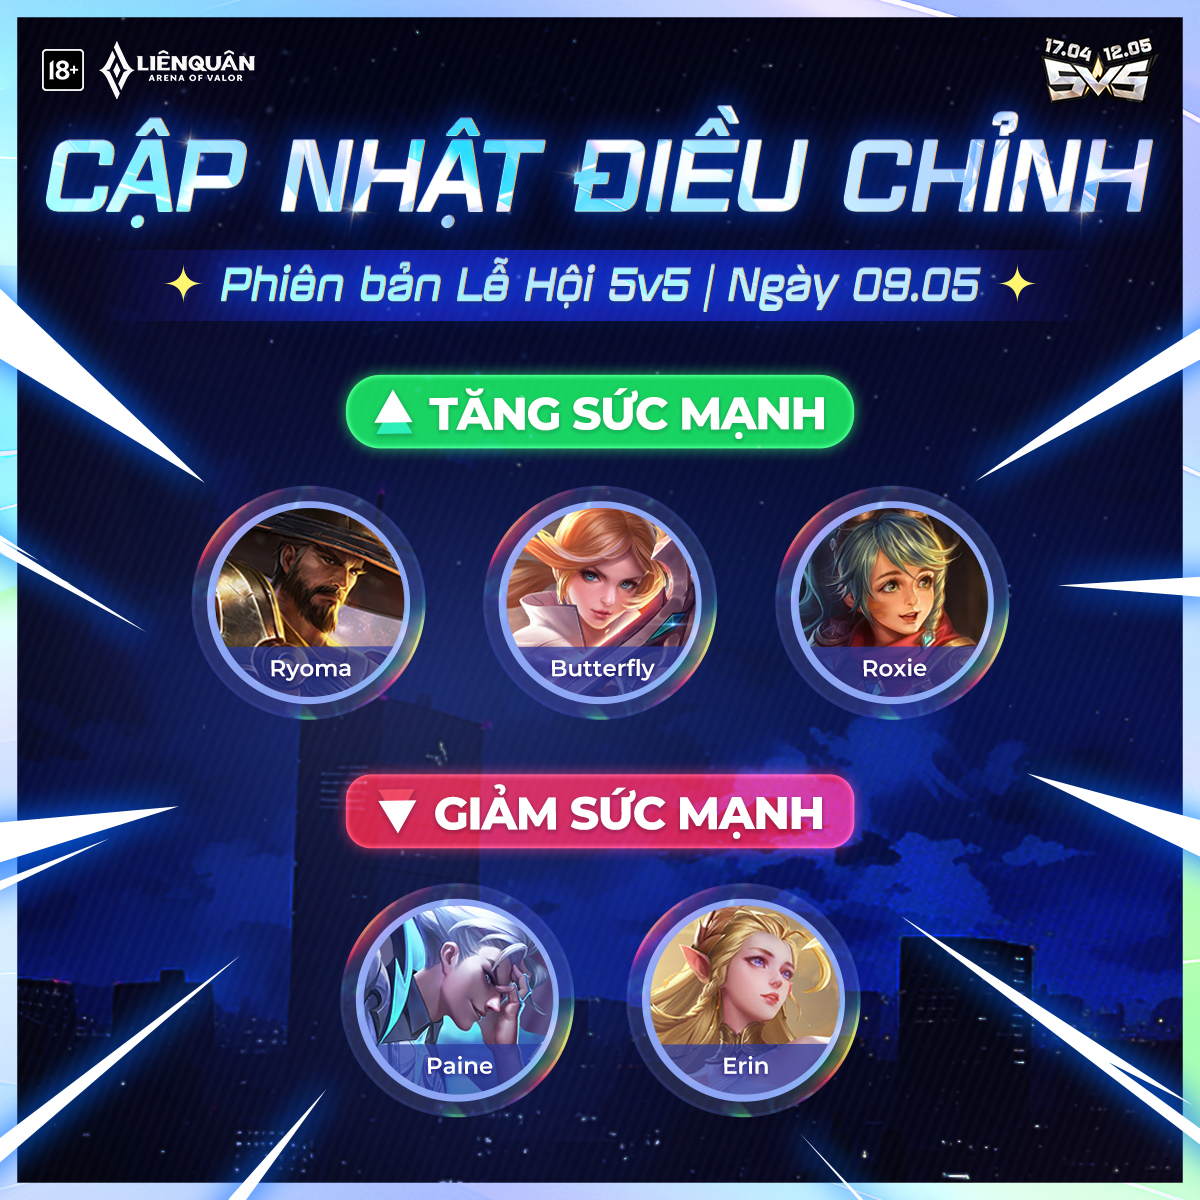 18+
LIÊNQUÂN
ARENA OF VALOR
17.04 12.05
5V5
CẬP NHẬT ĐIỀU CHỈNH
Phiên bản Lễ Hội 5v5 | Ngày 09.05
TĂNG SỨC MẠNH
Ryoma
Butterfly
Roxie
GIẢM SỨC MẠNH
Paine
Erin